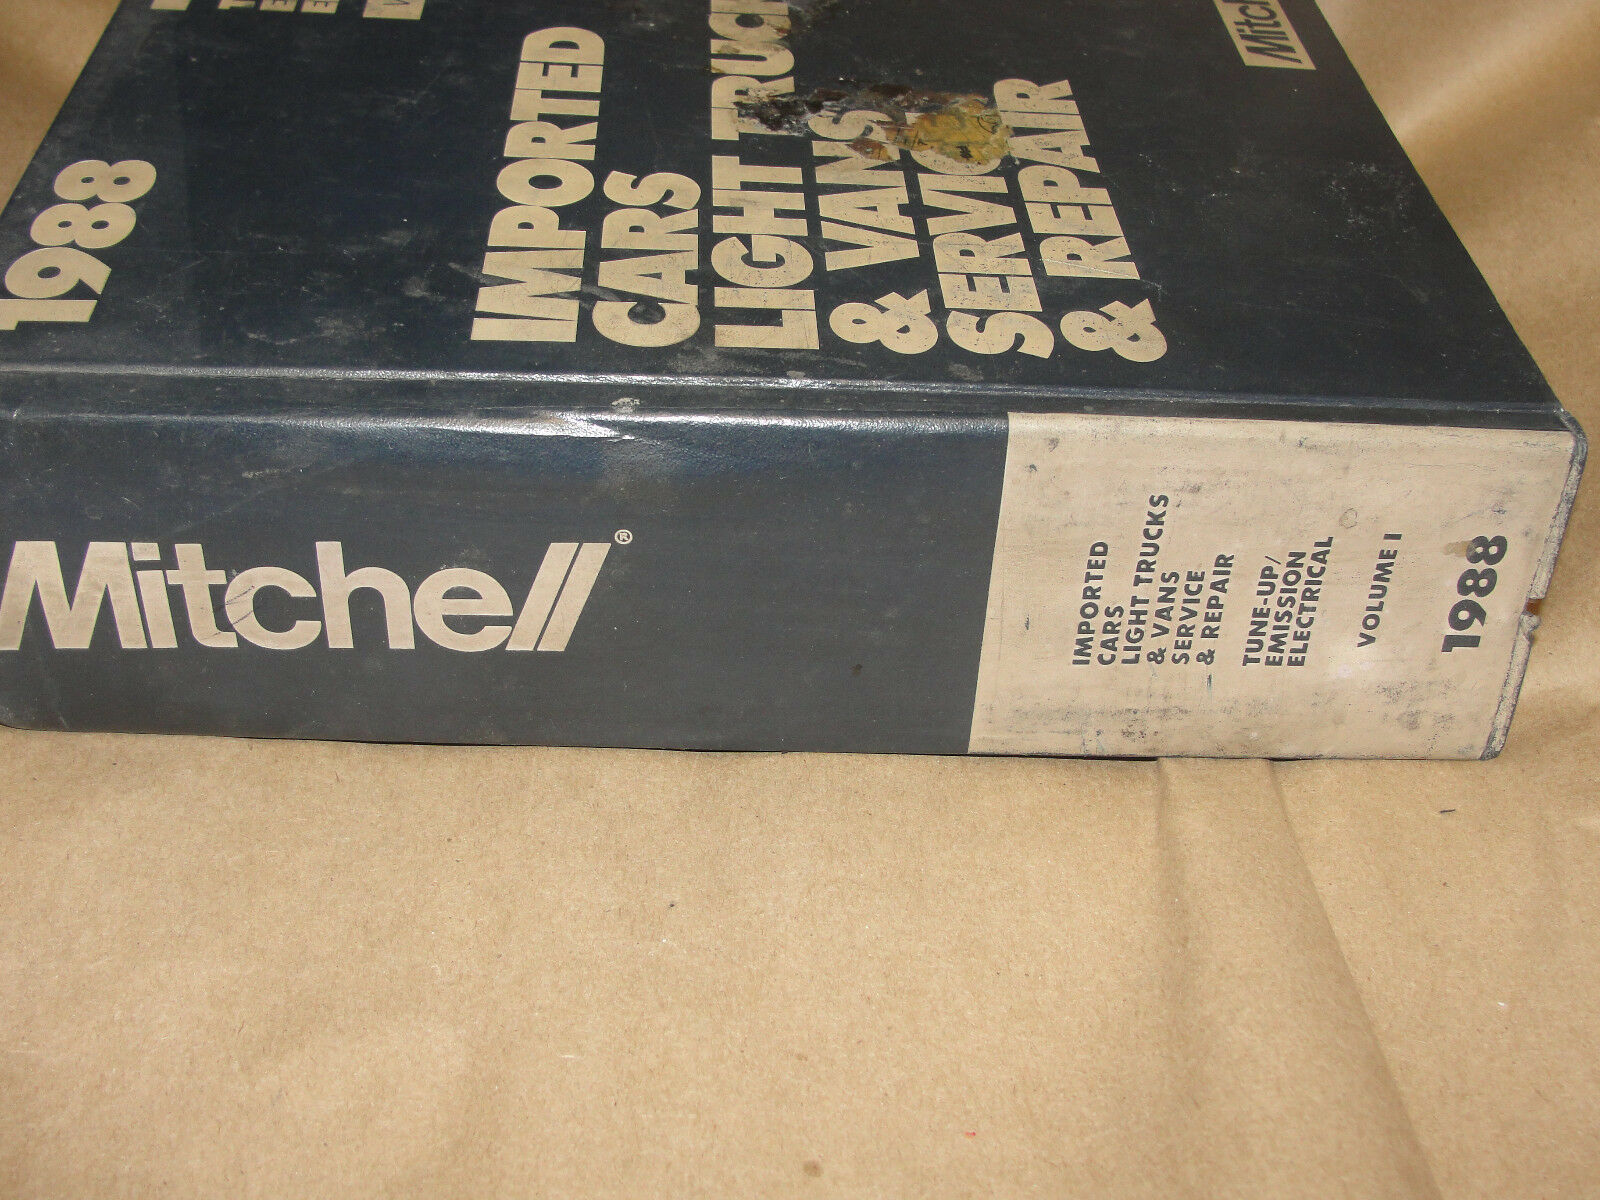 1988
IMPORTED
CARS
LIGHT TRUCK
& VANS
SERVICE
& REPAIR
Mitch
Mitchell®
IMPORTED
CARS
LIGHT TRUCKS
& VANS
SERVICE
& REPAIR
TUNE-UP/
EMISSION
ELECTRICAL
VOLUME I
1988